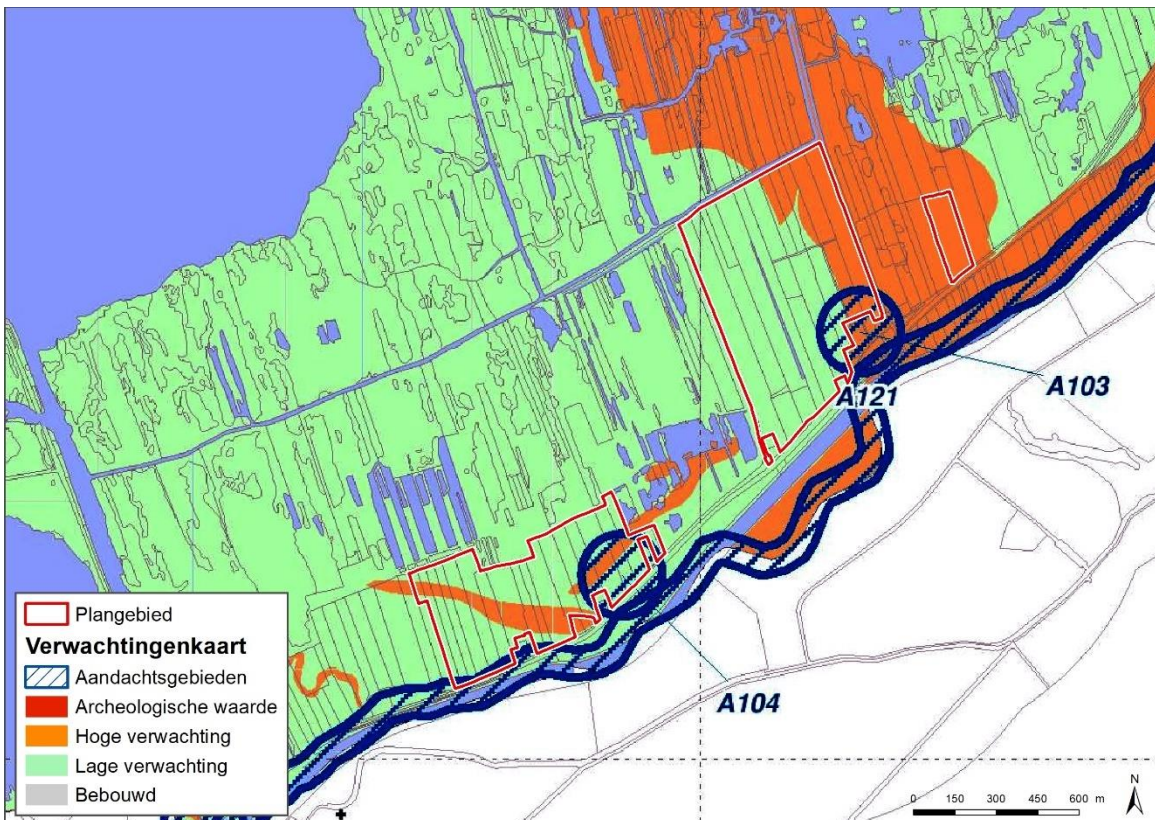 A103
A121
A104
Plangebied
Verwachtingenkaart
Aandachtsgebieden
Archeologische waarde
Hoge verwachting
Lage verwachting
Bebouwd
N
0 150 300 450 600 m